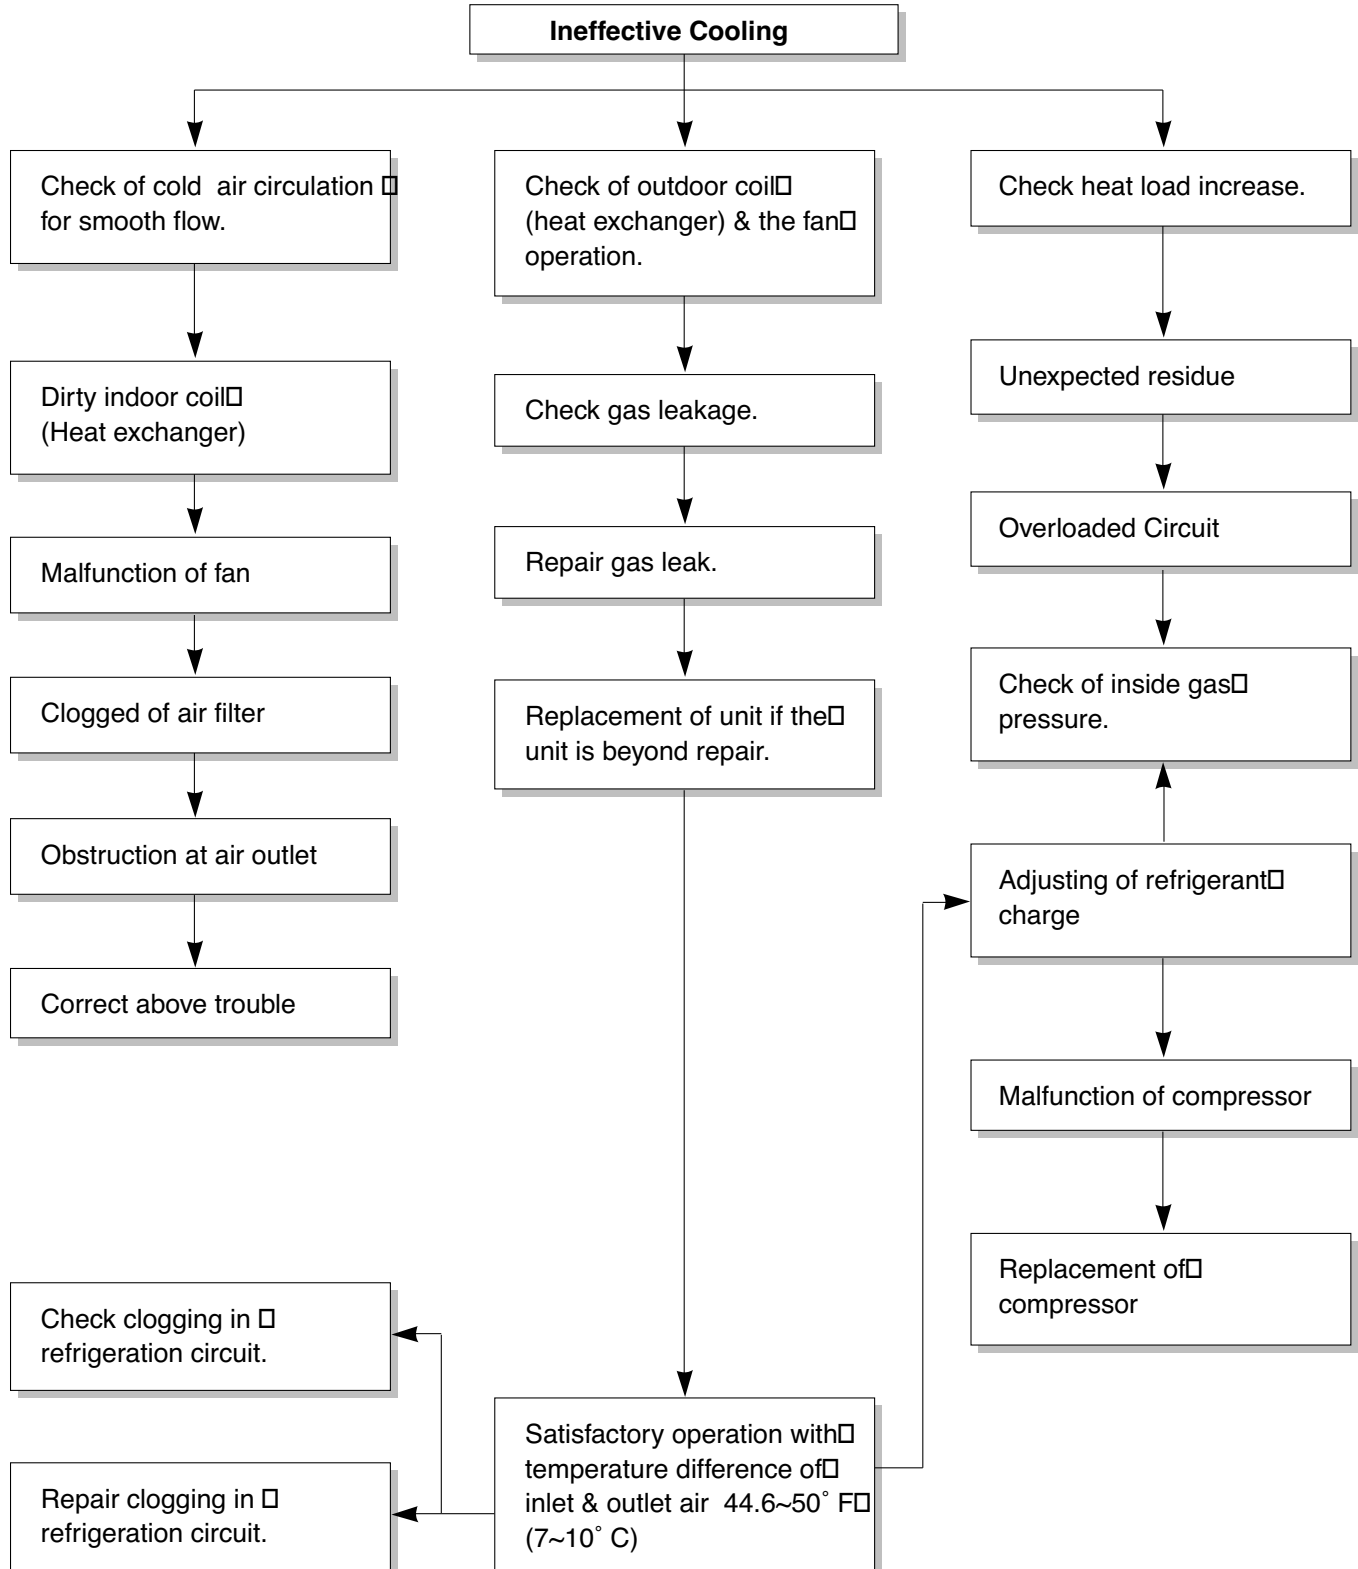 Ineffective Cooling
Check of cold air circulation
for smooth flow.
Dirty indoor coil
(Heat exchanger)
Malfunction of fan
Clogged of air filter
Obstruction at air outlet
Correct above trouble
Check clogging in
refrigeration circuit.
Repair clogging in
refrigeration circuit.
Check of outdoor coil
(heat exchanger) & the fan
operation.
Check gas leakage.
Repair gas leak.
Replacement of unit if the
unit is beyond repair.
Satisfactory operation with
temperature difference of
inlet & outlet air 44.6~50˚ F
(7~10˚ C)
Check heat load increase.
Unexpected residue
Overloaded Circuit
Check of inside gas
pressure.
Adjusting of refrigerant
charge
Malfunction of compressor
Replacement of
compressor